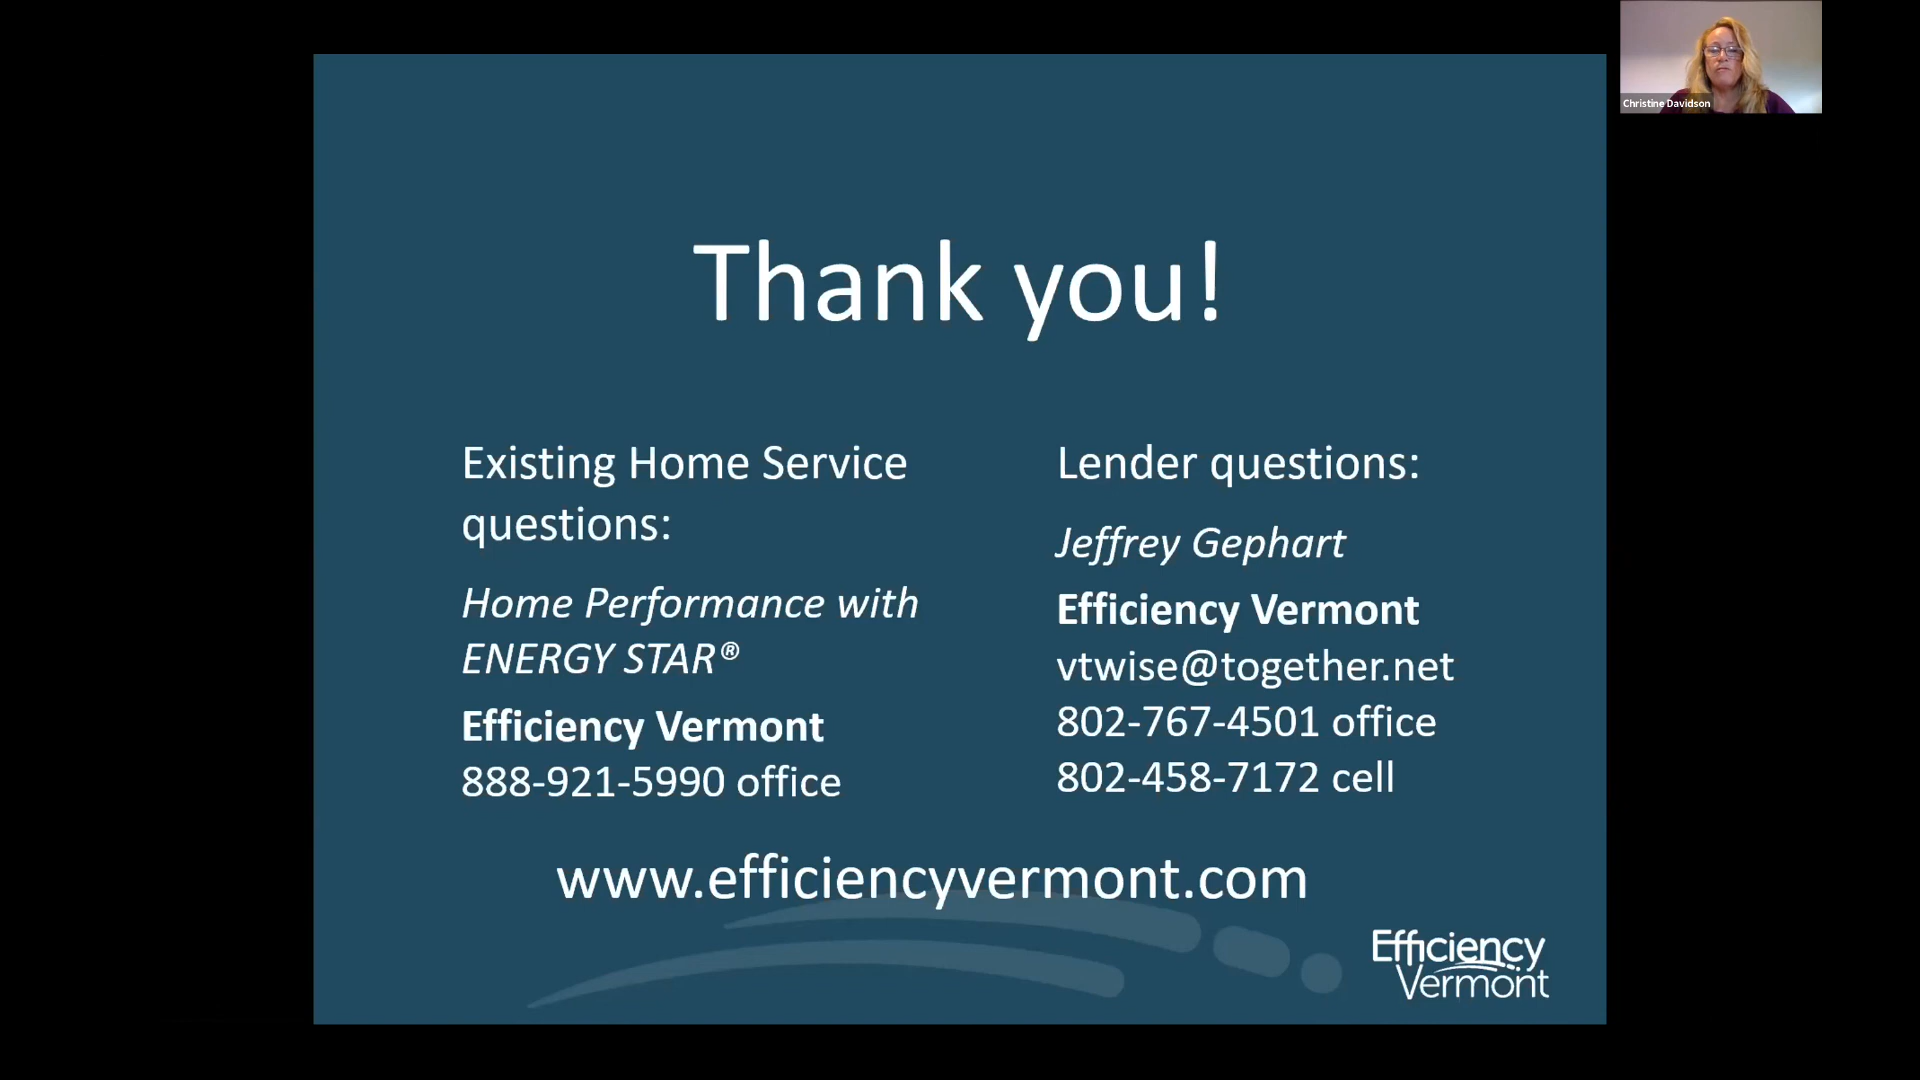 Christine Davidson
Thank you!
Existing Home Service
questions:
Home Performance with
ENERGY STAR®
Efficiency Vermont
888-921-5990 office
Lender questions:
Jeffrey Gephart
Efficiency Vermont
vtwise@together.net
802-767-4501 office
802-458-7172 cell
www.efficiencyvermont.com
Efficiency
Vermont